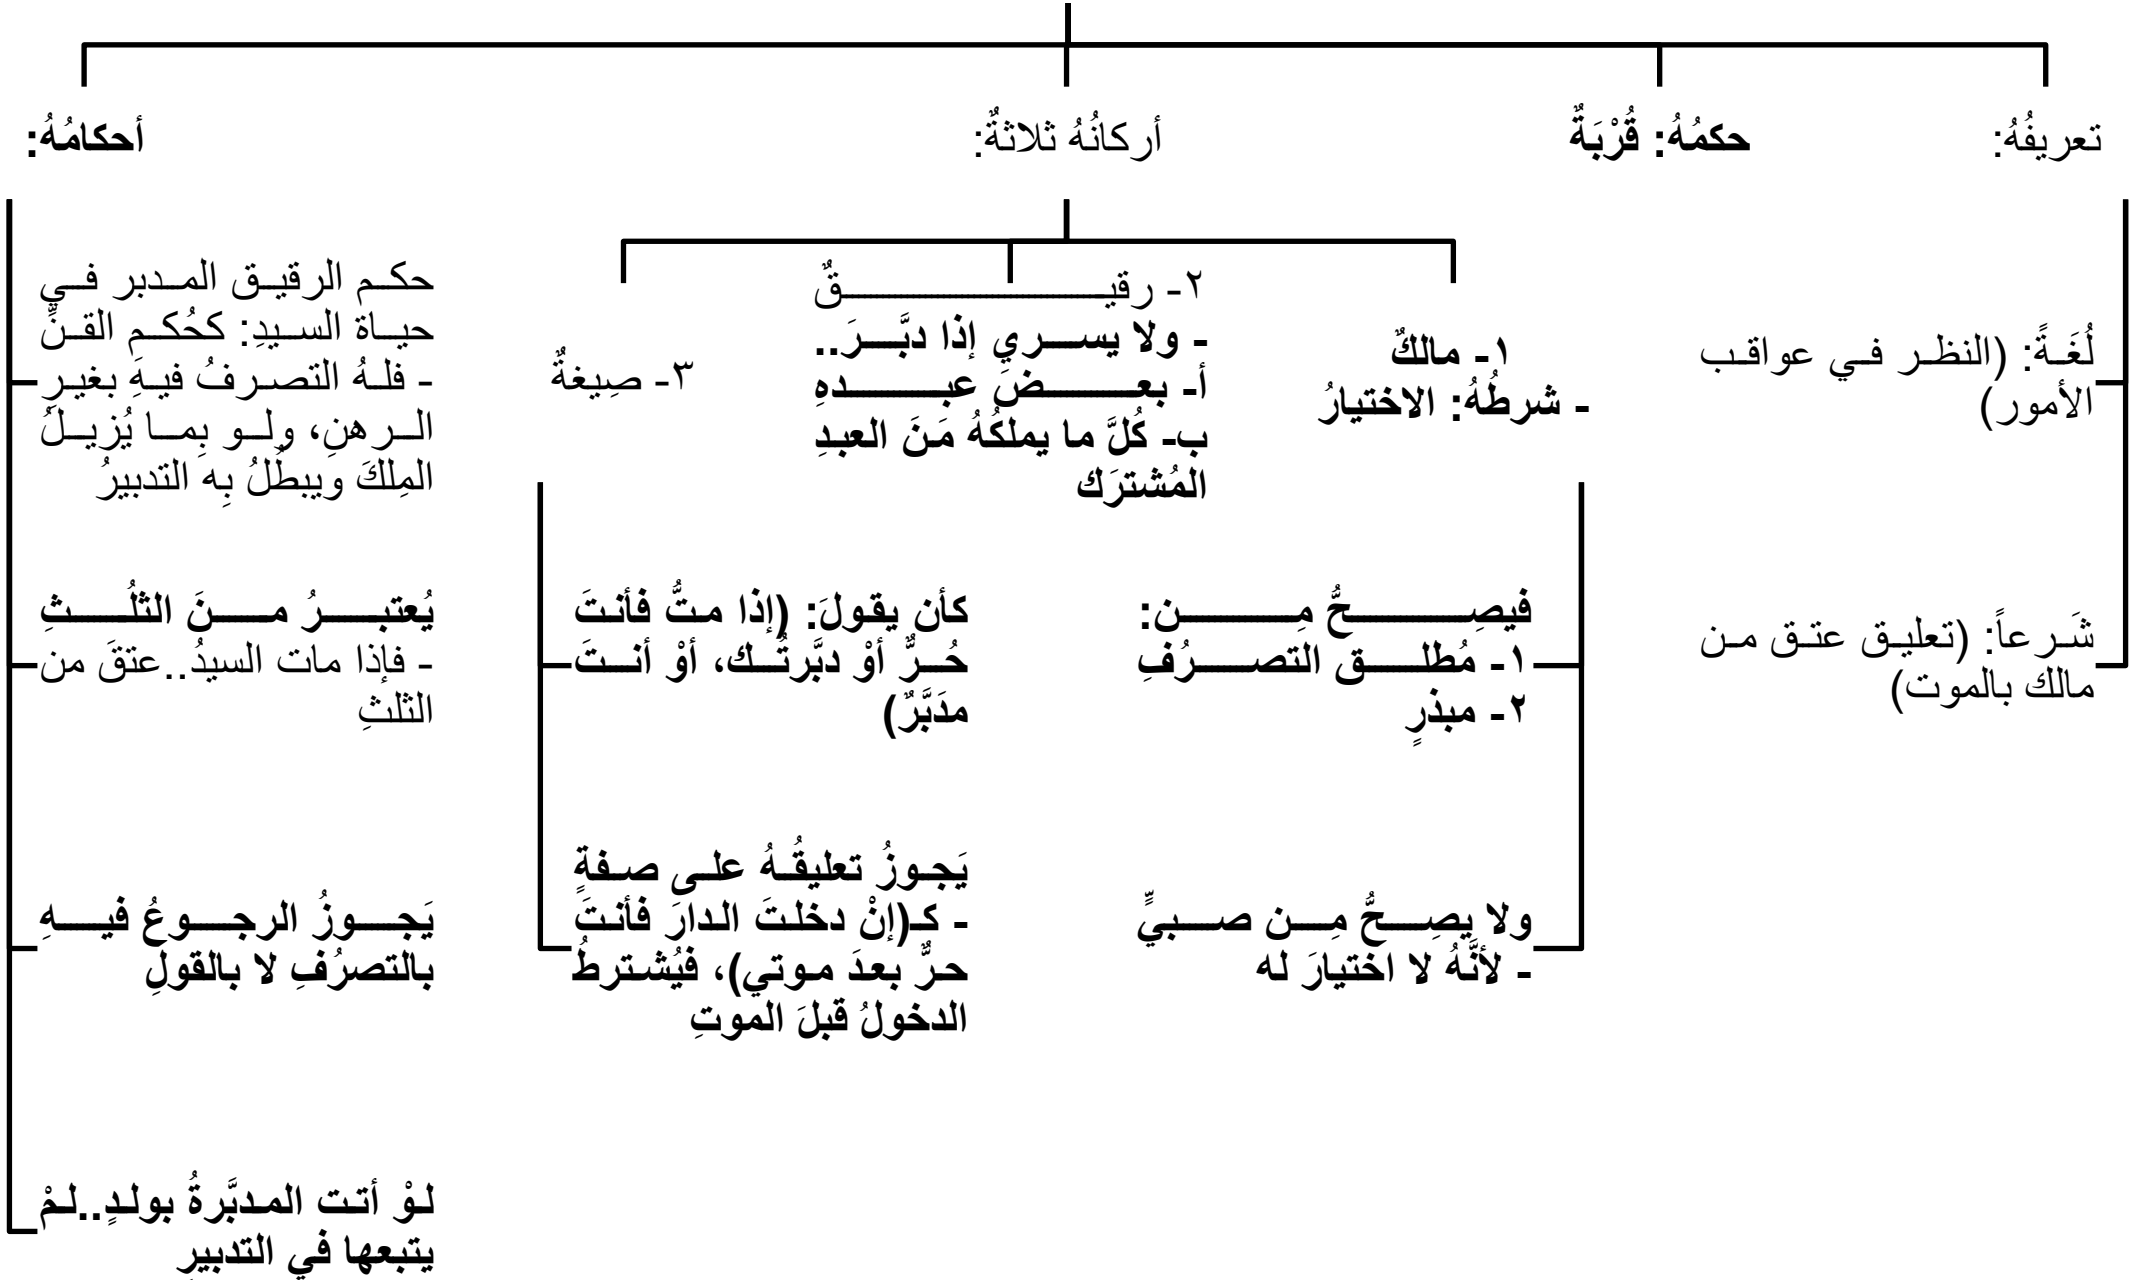 تعريفُهُ:
لُغَةً: (النظر في عواقب
الأمور)
شَرعاً: (تعليق عتق من
مالك بالموت)
حكمُهُ: قُرْبَةٌ
أركانُهُ ثلاثةٌ:
١- مالكٌ
- شرطُهُ: الاختيارُ
فيصِحُّ مِن:
١- مُطلق التصرُفِ
٢- مبذرٍ
ولا يصِحُّ مِن صبيٍّ
- لأنَّهُ لا اختيارَ له
٢- رقيقٌ
- ولا يسري إذا دبَّرَ..
أ- بعضَ عبدهِ
ب- كُلَّ ما يملكُهُ مَنَ العبدِ
المُشترَك
٣- صِيغةٌ
كأن يقولَ: (إذا متُّ فأنتَ
حُرٌّ أوْ دبَّرتُك، أوْ أنتَ
مدَبَّرٌ)
يَجوزُ تعليقُهُ على صفةٍ
- كـ(إنْ دخلتَ الدارَ فأنتَ
حرٌّ بعدَ موتي)، فيُشترطُ
الدخولُ قبلَ الموتِ
أحكامُهُ:
حكم الرقيق المدبر في
حياة السيدِ: كحُكمِ القنِّ
- فلهُ التصرفُ فيهِ بغيرِ
الرهنِ، ولو بِما يُزيلُ
المِلكَ ويبطُلُ بِه التدبيرُ
يُعتبرُ منَ الثلُثِ
- فإذا مات السيدُ..عتقَ من
الثلثِ
يَجوزُ الرجوعُ فيهِ
بالتصرُفِ لا بالقولِ
لوْ أتت المدبَّرةُ بولدٍ..لمْ
يتبعها في التدبيرِ